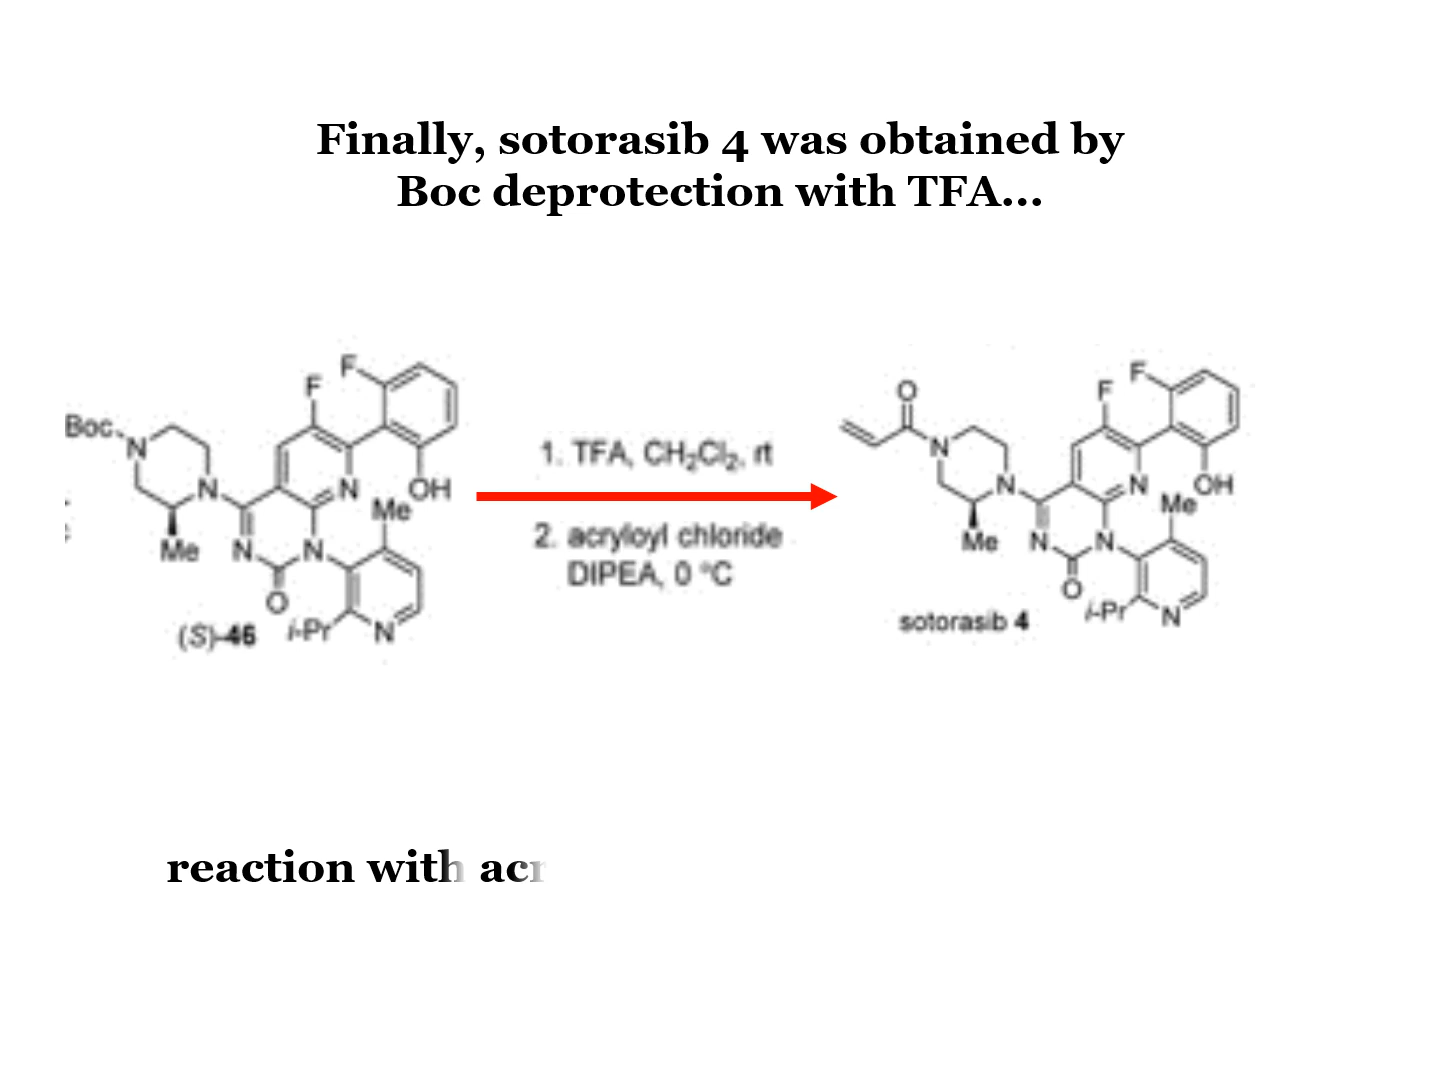 Finally, sotorasib 4 was obtained by
Boc deprotection with TFA...
F
F
Boc
N
N
N
OH
Me
Me
N
N
O
i-Pr
N
(S)-46
1. TFA, CH2Cl2, rt
2. acryloyl chloride
DIPEA, 0 °C
O
F
F
N
N
N
OH
Me
Me
N
N
O
i-Pr
N
sotorasib 4
reaction with acr